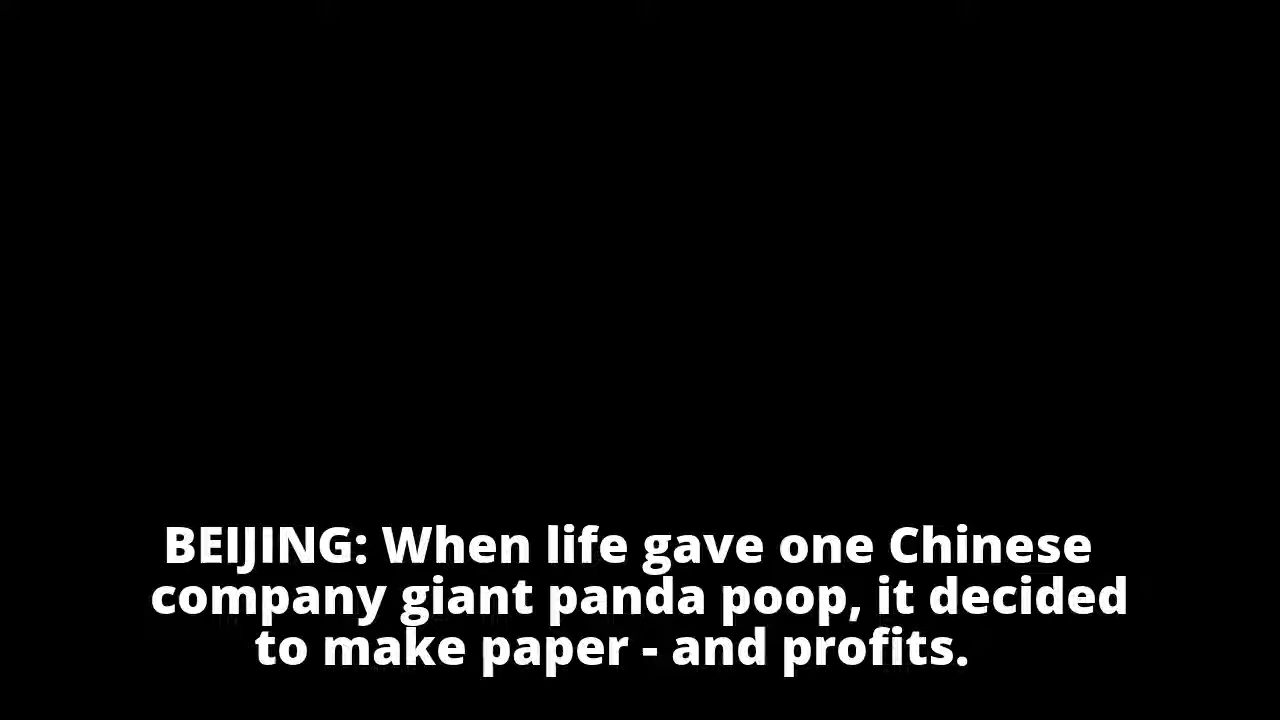 BEIJING: When life gave one Chinese
company giant panda poop, it decided
to make paper - and profits.